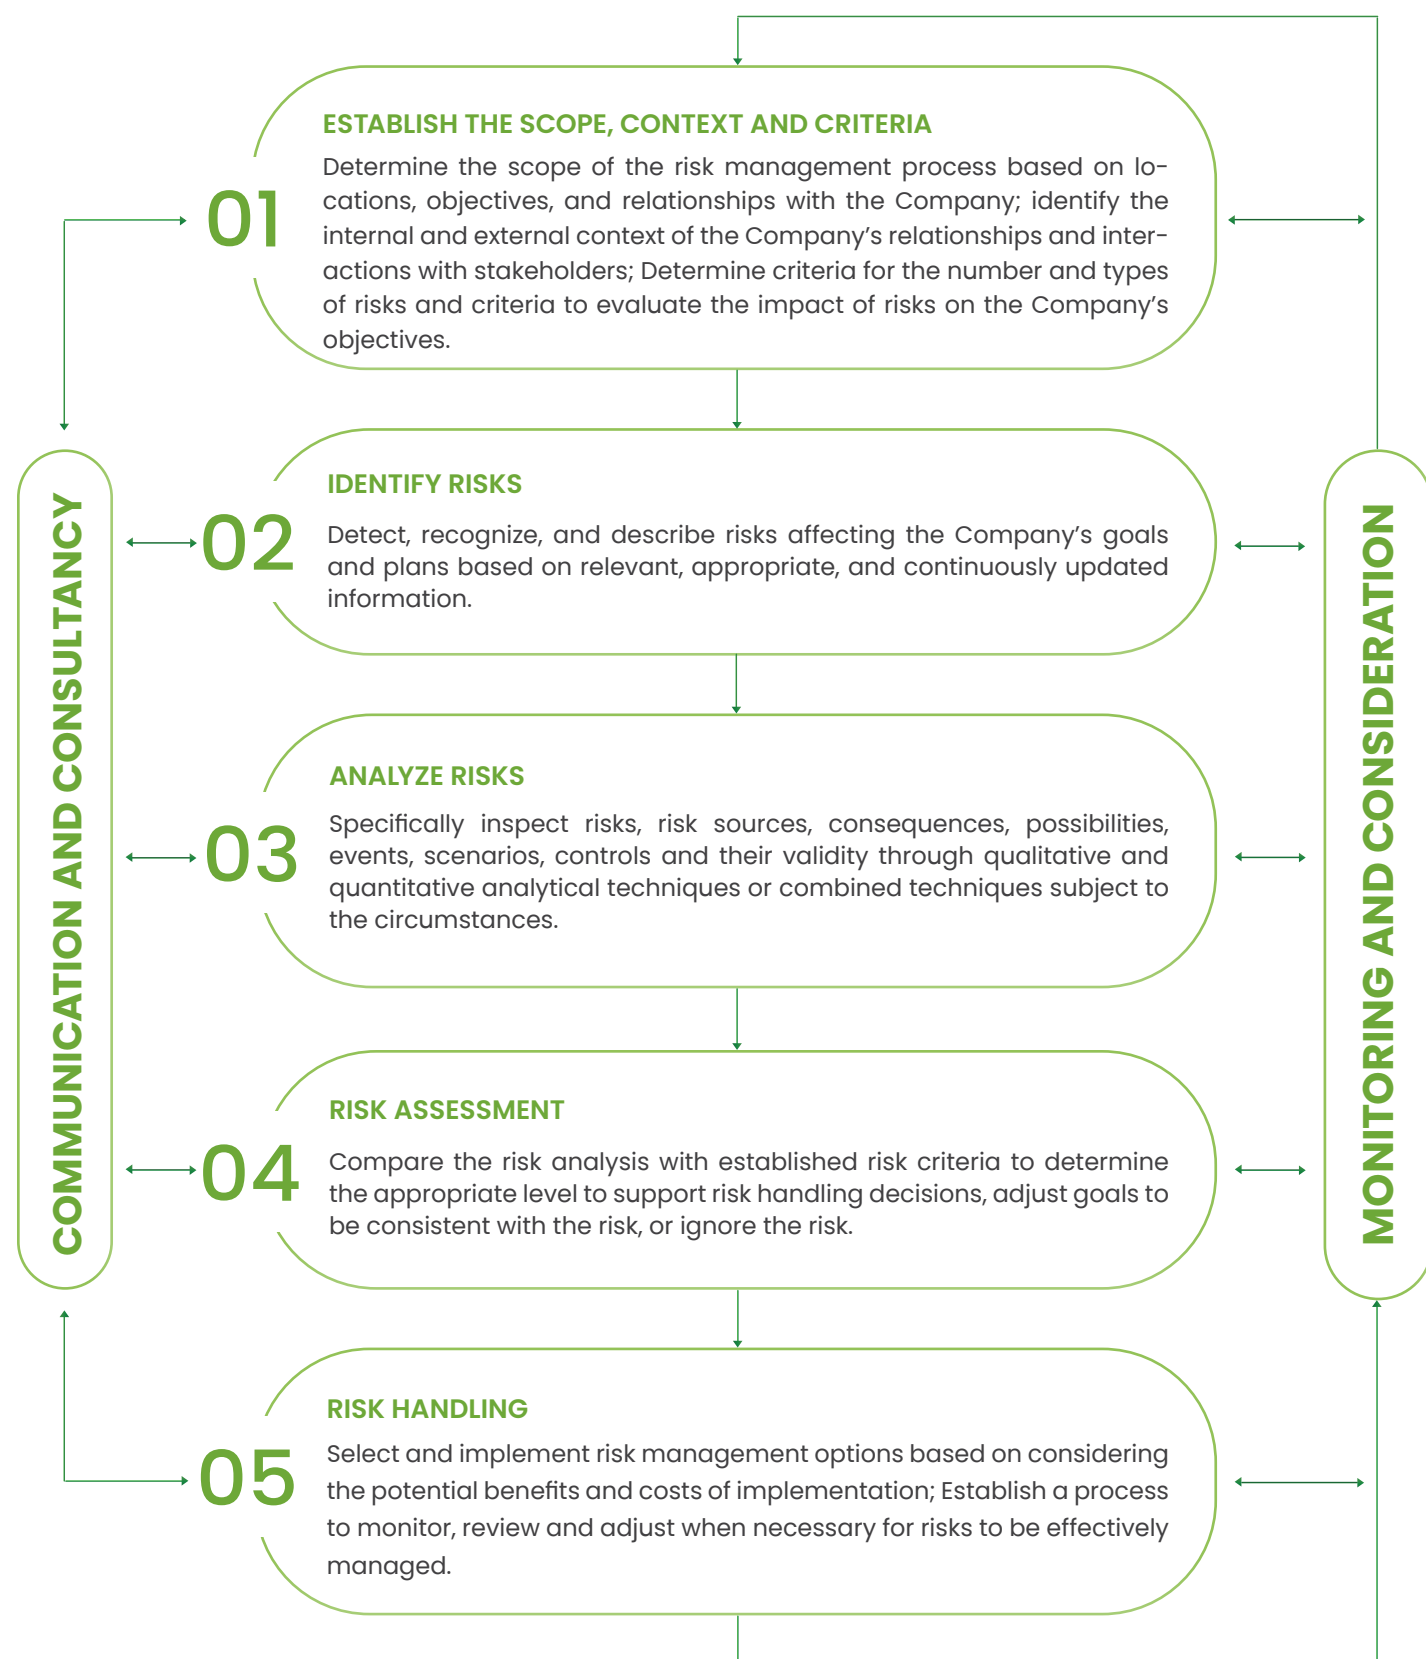 ESTABLISH THE SCOPE, CONTEXT AND CRITERIA
01
Determine the scope of the risk management process based on lo-
cations, objectives, and relationships with the Company; identify the
internal and external context of the Company's relationships and inter-
actions with stakeholders; Determine criteria for the number and types
of risks and criteria to evaluate the impact of risks on the Company's
objectives.
COMMUNICATION AND CONSULTANCY
IDENTIFY RISKS
02
Detect, recognize, and describe risks affecting the Company's goals
and plans based on relevant, appropriate, and continuously updated
information.
ANALYZE RISKS
03
Specifically inspect risks, risk sources, consequences, possibilities,
events, scenarios, controls and their validity through qualitative and
quantitative analytical techniques or combined techniques subject to
the circumstances.
RISK ASSESSMENT
04
Compare the risk analysis with established risk criteria to determine
the appropriate level to support risk handling decisions, adjust goals to
be consistent with the risk, or ignore the risk.
RISK HANDLING
05
Select and implement risk management options based on considering
the potential benefits and costs of implementation; Establish a process
to monitor, review and adjust when necessary for risks to be effectively
managed.
MONITORING AND CONSIDERATION